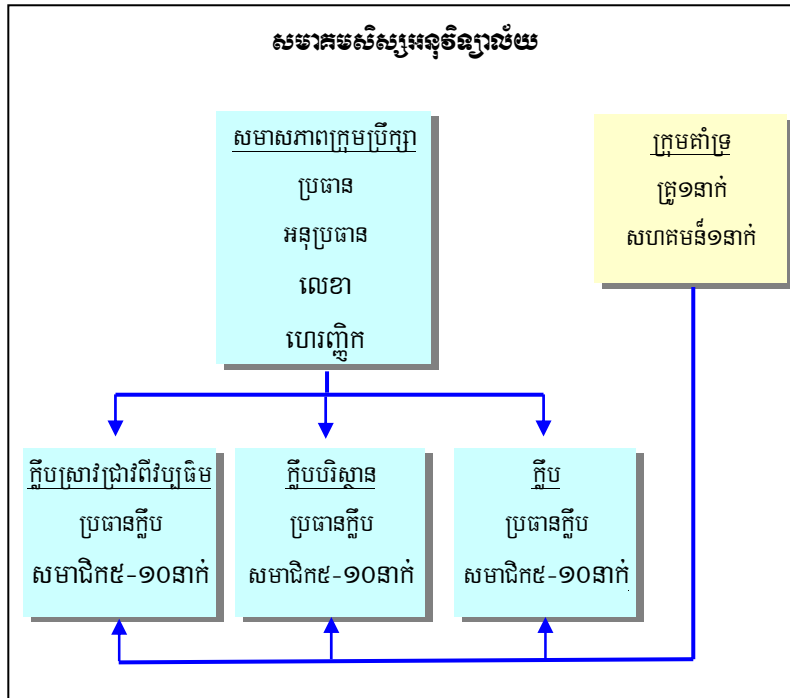 សមាគមសិស្សអនុវិទ្យាល័យ
សមាសភាពក្រុមប្រឹក្សា
ប្រធាន
អនុប្រធាន
លេខា
ហេរញ្ញិក
ក្រុមគាំទ្រ
គ្រូ១នាក់
សហគមន៏១នាក់
ក្លឹបស្រាវជ្រាវពីវប្បធិម
ប្រធានក្លឹប
សមាជិក៥-១០នាក់
ក្លឹបបរិស្ថាន
ប្រធានក្លឹប
សមាជិក៥-១០នាក់
ក្លឹប
ប្រធានក្លឹប
សមាជិក៥-១០នាក់